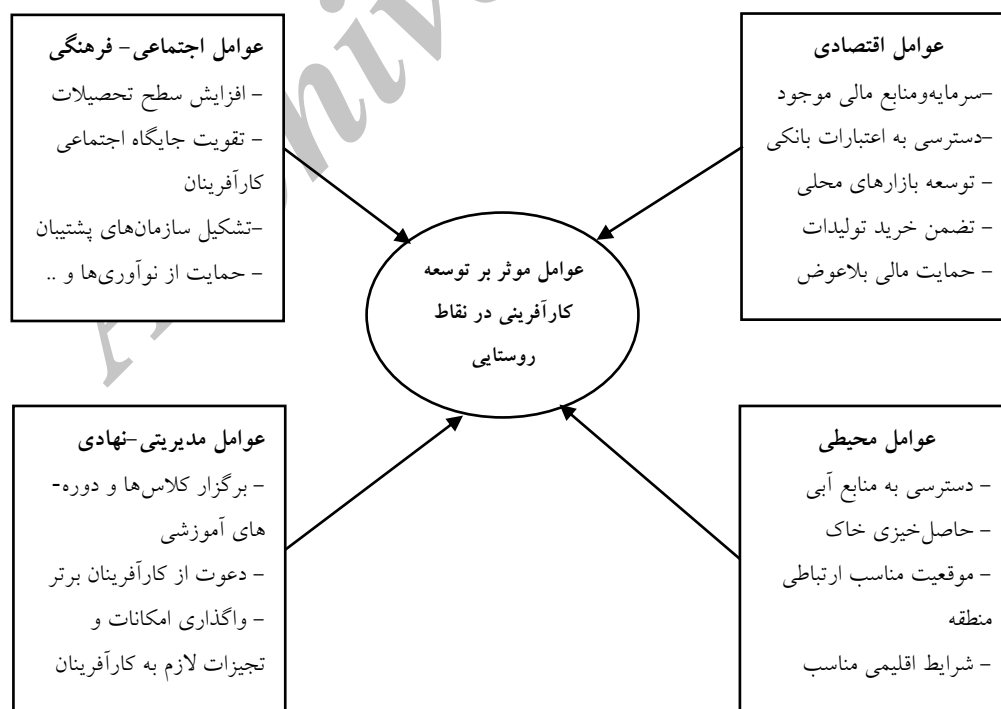 عوامل اقتصادی
-سرمایه‌ومنابع مالی موجود
-دسترسی به اعتبارات بانکی
- توسعه بازارهای محلی
- تضمن خرید تولیدات
- حمایت مالی بلاعوض
عوامل اجتماعی- فرهنگی
- افزایش سطح تحصیلات
- تقویت جایگاه اجتماعی
کارآفرینان
-تشکیل سازمان‌های پشتیبان
- حمایت از نوآوری‌ها و ..
عوامل موثر بر توسعه
کارآفرینی در نقاط
روستایی
عوامل محیطی
- دسترسی به منابع آبی
- حاصل‌خیزی خاک
- موقعیت مناسب ارتباطی
منطقه
- شرایط اقلیمی مناسب
عوامل مدیریتی-نهادی
- برگزار کلاس‌ها و دوره-
های آموزشی
- دعوت از کارآفرینان برتر
- واگذاری امکانات و
تجیزات لازم به کارآفرینان